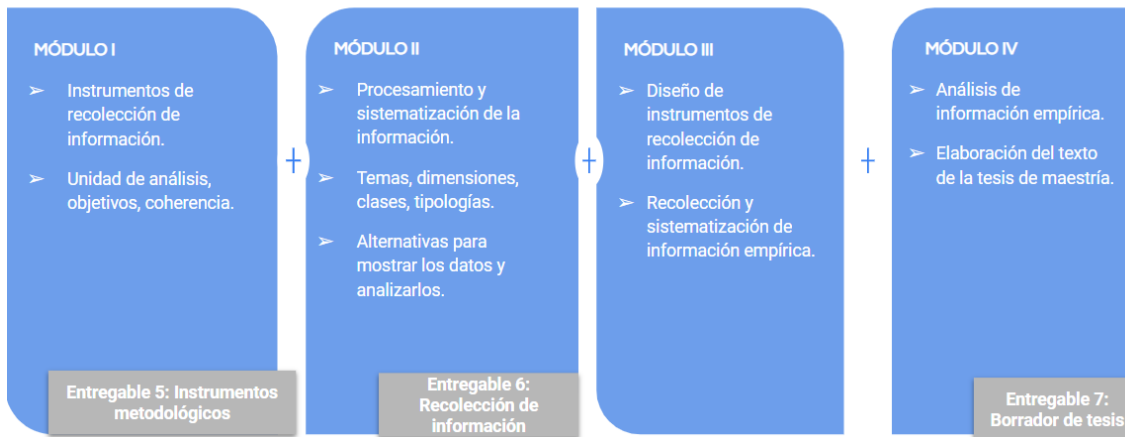 MÓDULO I
➢ Instrumentos de
recolección de
información.
➢ Unidad de análisis,
objetivos, coherencia.
Entregable 5: Instrumentos
metodológicos
+
MÓDULO II
➢ Procesamiento y
sistematización de la
información.
➢ Temas, dimensiones,
clases, tipologías.
➢ Alternativas para
mostrar los datos y
analizarlos.
Entregable 6:
Recolección de
información
+
MÓDULO III
➢ Diseño de
instrumentos de
recolección de
información.
➢ Recolección y
sistematización de
información empírica.
+
MÓDULO IV
➢ Análisis de
información empírica.
➢ Elaboración del texto
de la tesis de maestría.
Entregable 7:
Borrador de tesis